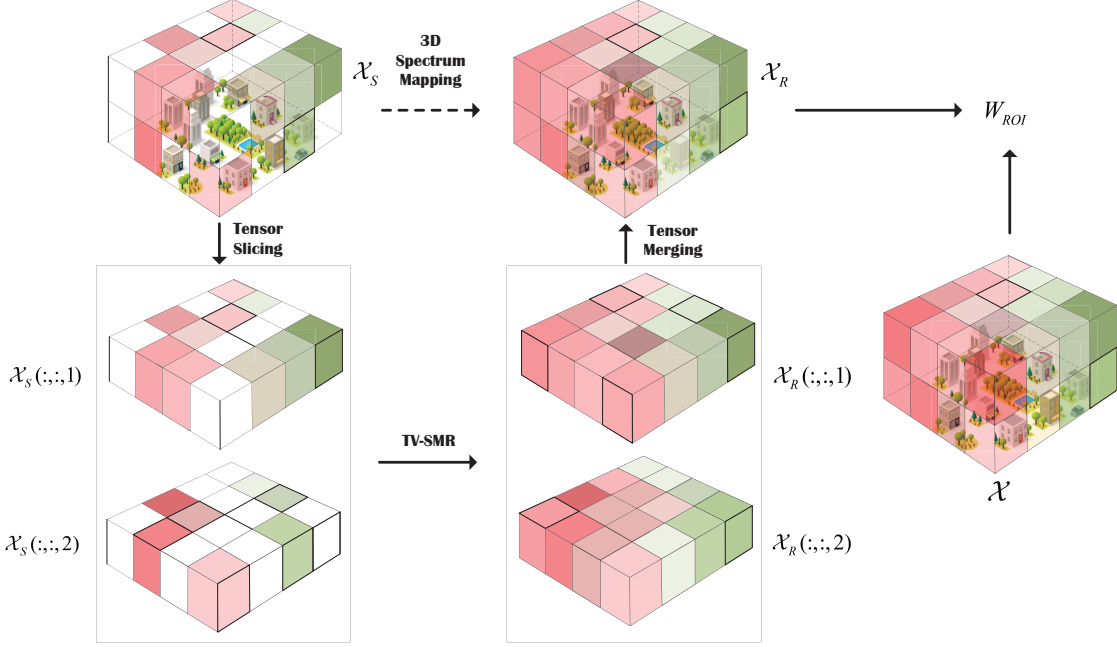 3D
Spectrum
Mapping
𝒳_S
𝒳_R
W_ROI
Tensor
Slicing
Tensor
Merging
𝒳_S(:,:,1)
𝒳_R(:,:,1)
TV-SMR
𝒳
𝒳_S(:,:,2)
𝒳_R(:,:,2)